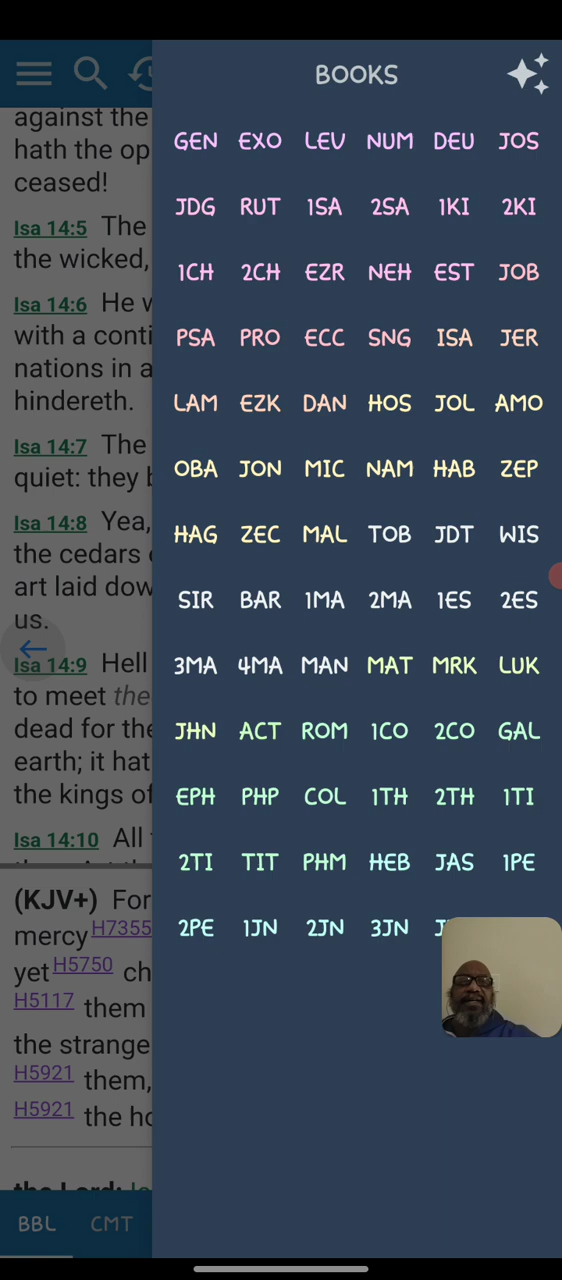 BOOKS
GEN EXO LEV NUM DEU JOS
JDG RUT 1SA 2SA 1KI 2KI
1CH 2CH EZR NEH EST JOB
PSA PRO ECC SNG ISA JER
LAM EZK DAN HOS JOL AMO
OBA JON MIC NAM HAB ZEP
HAG ZEC MAL TOB JDT WIS
SIR BAR 1MA 2MA 1ES 2ES
3MA 4MA MAN MAT MRK LUK
JHN ACT ROM 1CO 2CO GAL
EPH PHP COL 1TH 2TH 1TI
2TI TIT PHM HEB JAS 1PE
2PE 1JN 2JN 3JN
against the
hath the op
ceased!
Isa 14:5 The
the wicked,
Isa 14:6 He w
with a conti
nations in a
hindereth.
Isa 14:7 The
quiet: they b
Isa 14:8 Yea,
the cedars
art laid dow
us.
Isa 14:9 Hell
to meet the
dead for the
earth; it hat
the kings of
Isa 14:10 All
(KJV+) For
mercy H7355
yet H5750 ch
H5117 them
the strange
H5921 them,
H5921 the ho
the Lord:
BBL CMT